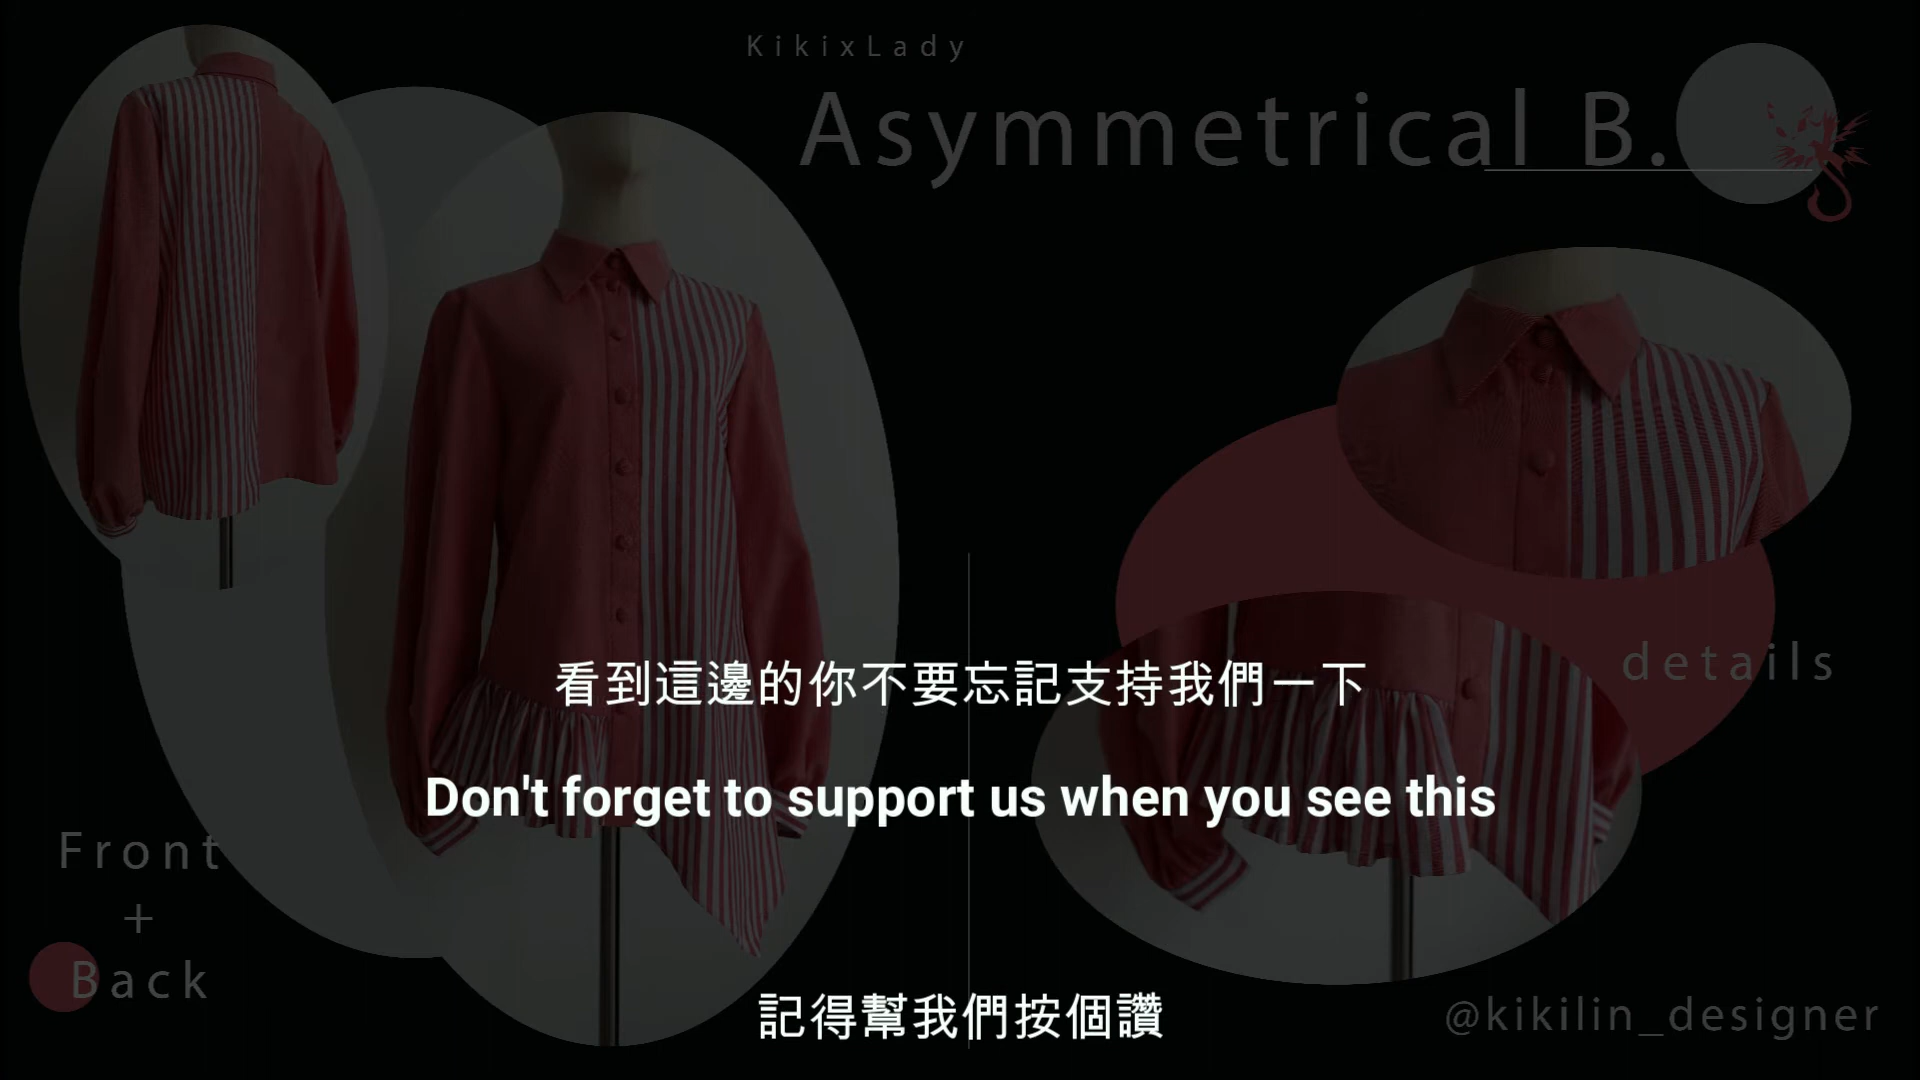 KikixLady
Asymmetrical B.
details
看到這邊的你不要忘記支持我們一下
Don't forget to support us when you see this
Front
+
Back
記得幫我們按個讚
@kikilin_designer